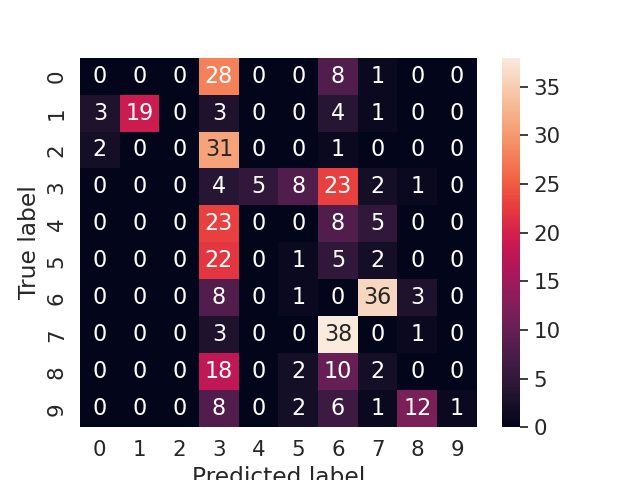 0 0 0 0 28 0 0 8 1 0 0
1 3 19 0 3 0 0 4 1 0 0
2 2 0 0 31 0 0 1 0 0 0
3 0 0 0 4 5 8 23 2 1 0
4 0 0 0 23 0 0 8 5 0 0
5 0 0 0 22 0 1 5 2 0 0
6 0 0 0 8 0 1 0 36 3 0
7 0 0 0 3 0 0 38 0 1 0
8 0 0 0 18 0 2 10 2 0 0
9 0 0 0 8 0 2 6 1 12 1
0 1 2 3 4 5 6 7 8 9
True label
Predicted label
35
30
25
20
15
10
5
0